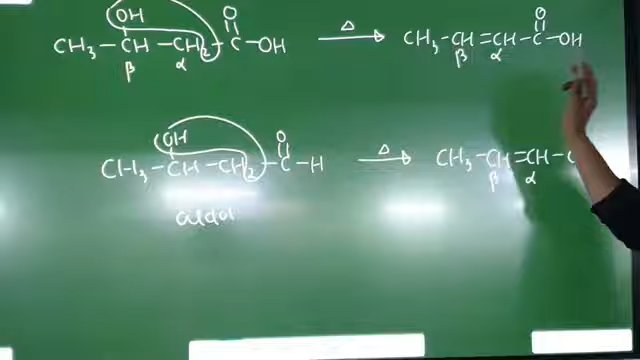 OH O O
CH₃ — CH — CH₂ — C — OH △→ CH₃ — CH = CH — C — OH
β α β α
OH O
CH₃ — CH — CH₂ — C — H △→ CH₃ — CH = CH — C
β α
aldol